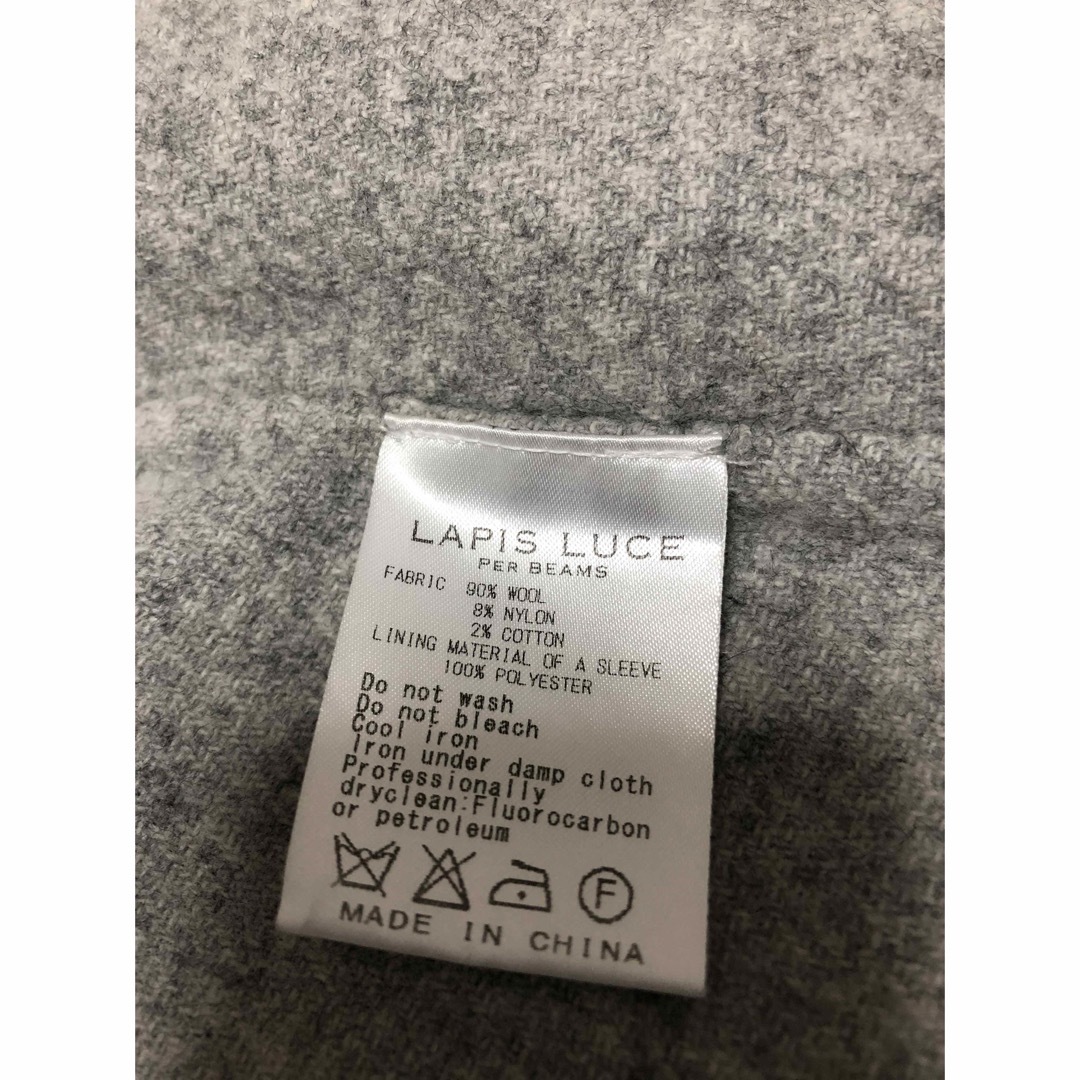 LAPIS LUCE
PER BEAMS
FABRIC 90% WOOL
8% NYLON
2% COTTON
LINING MATERIAL OF A SLEEVE
100% POLYESTER
Do not wash
Do not bleach
Cool iron
Iron under damp cloth
Professionally
dryclean:Fluorocarbon
or petroleum
F
MADE IN CHINA